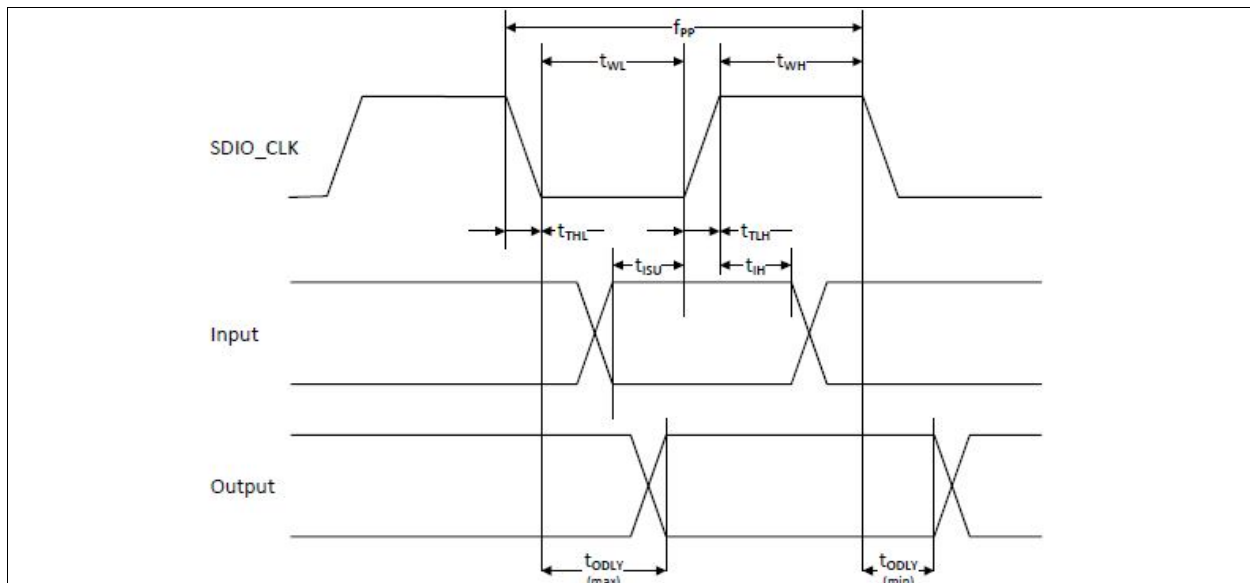 fPP
tWL
tWH
SDIO_CLK
tTHL
tTLH
tISU
tIH
Input
Output
tODLY
(max)
tODLY
(min)